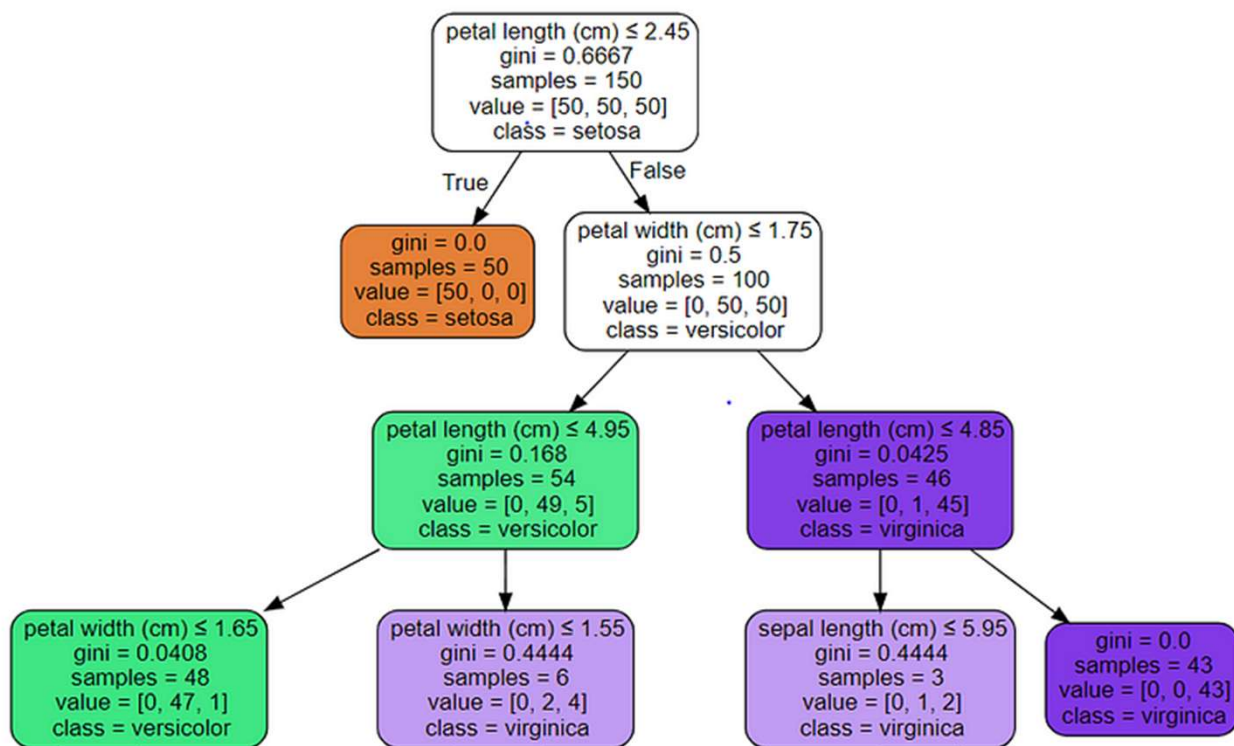 petal length (cm) ≤ 2.45
gini = 0.6667
samples = 150
value = [50, 50, 50]
class = setosa
True
False
gini = 0.0
samples = 50
value = [50, 0, 0]
class = setosa
petal width (cm) ≤ 1.75
gini = 0.5
samples = 100
value = [0, 50, 50]
class = versicolor
petal length (cm) ≤ 4.95
gini = 0.168
samples = 54
value = [0, 49, 5]
class = versicolor
petal length (cm) ≤ 4.85
gini = 0.0425
samples = 46
value = [0, 1, 45]
class = virginica
petal width (cm) ≤ 1.65
gini = 0.0408
samples = 48
value = [0, 47, 1]
class = versicolor
petal width (cm) ≤ 1.55
gini = 0.4444
samples = 6
value = [0, 2, 4]
class = virginica
sepal length (cm) ≤ 5.95
gini = 0.4444
samples = 3
value = [0, 1, 2]
class = virginica
gini = 0.0
samples = 43
value = [0, 0, 43]
class = virginica